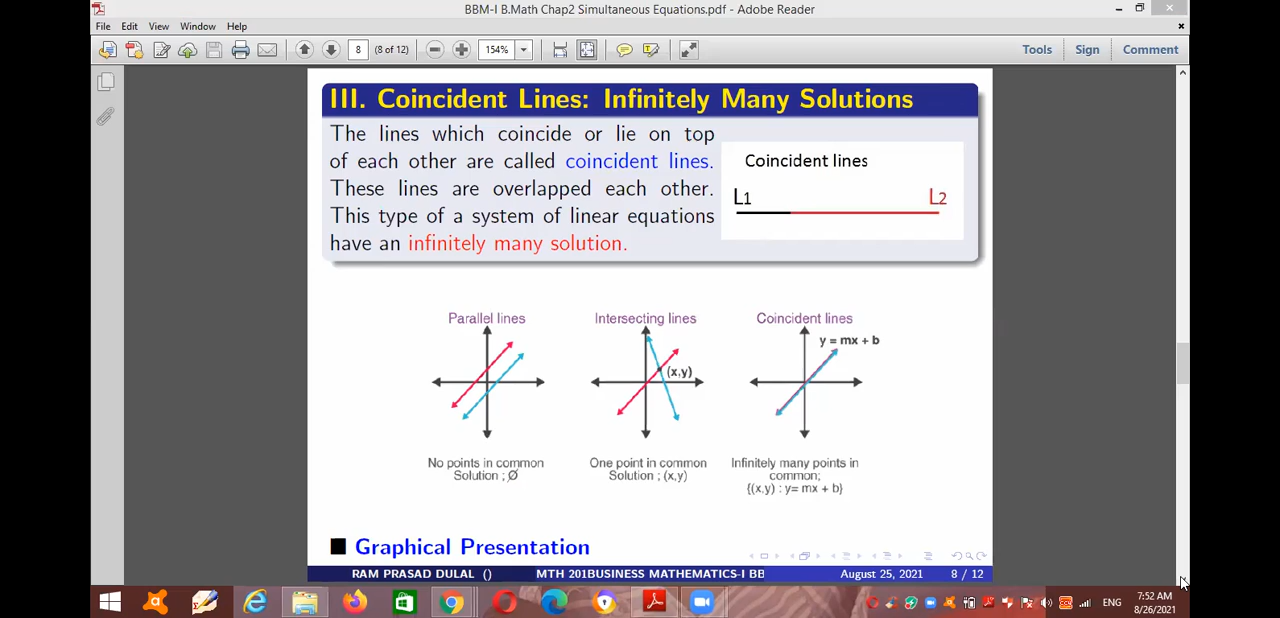 BBM-I B.Math Chap2 Simultaneous Equations.pdf - Adobe Reader
File Edit View Window Help
8 (8 of 12) 154% Tools Sign Comment
III. Coincident Lines: Infinitely Many Solutions
The lines which coincide or lie on top
of each other are called coincident lines.
These lines are overlapped each other.
This type of a system of linear equations
have an infinitely many solution.
Coincident lines
L1 L2
Parallel lines
No points in common
Solution ; Ø
Intersecting lines
(x,y)
One point in common
Solution ; (x,y)
Coincident lines
y = mx + b
Infinitely many points in
common;
{(x,y) : y= mx + b}
Graphical Presentation
RAM PRASAD DULAL () MTH 201BUSINESS MATHEMATICS-I BB August 25, 2021 8 / 12
ENG
7:52 AM
8/26/2021